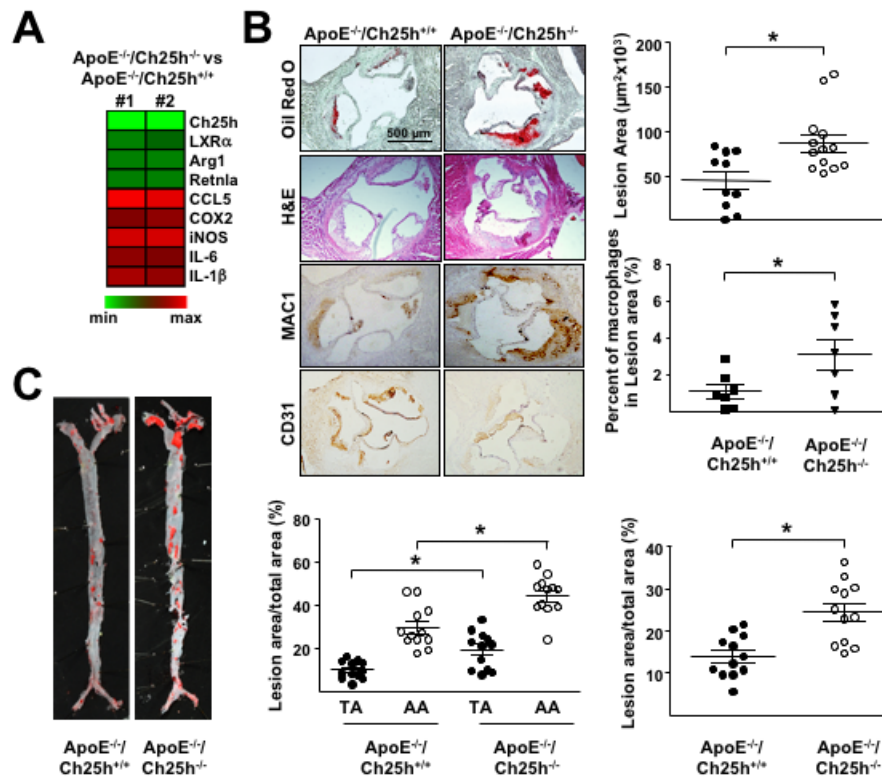 A
ApoE⁻/⁻/Ch25h⁻/⁻ vs
ApoE⁻/⁻/Ch25h⁺/⁺
#1 #2
Ch25h
LXRα
Arg1
Retnla
CCL5
COX2
iNOS
IL-6
IL-1β
min max
B
ApoE⁻/⁻/Ch25h⁺/⁺ ApoE⁻/⁻/Ch25h⁻/⁻
Oil Red O
500 µm
H&E
MAC1
CD31
Lesion Area (µm²x10³)
200
150
100
50
*
Percent of macrophages
in Lesion area (%)
8
6
4
2
*
ApoE⁻/⁻/
Ch25h⁺/⁺
ApoE⁻/⁻/
Ch25h⁻/⁻
C
ApoE⁻/⁻/
Ch25h⁺/⁺
ApoE⁻/⁻/
Ch25h⁻/⁻
Lesion area/total area (%)
80
60
40
20
*
*
TA AA TA AA
ApoE⁻/⁻/
Ch25h⁺/⁺
ApoE⁻/⁻/
Ch25h⁻/⁻
Lesion area/total area (%)
40
30
20
10
*
ApoE⁻/⁻/
Ch25h⁺/⁺
ApoE⁻/⁻/
Ch25h⁻/⁻